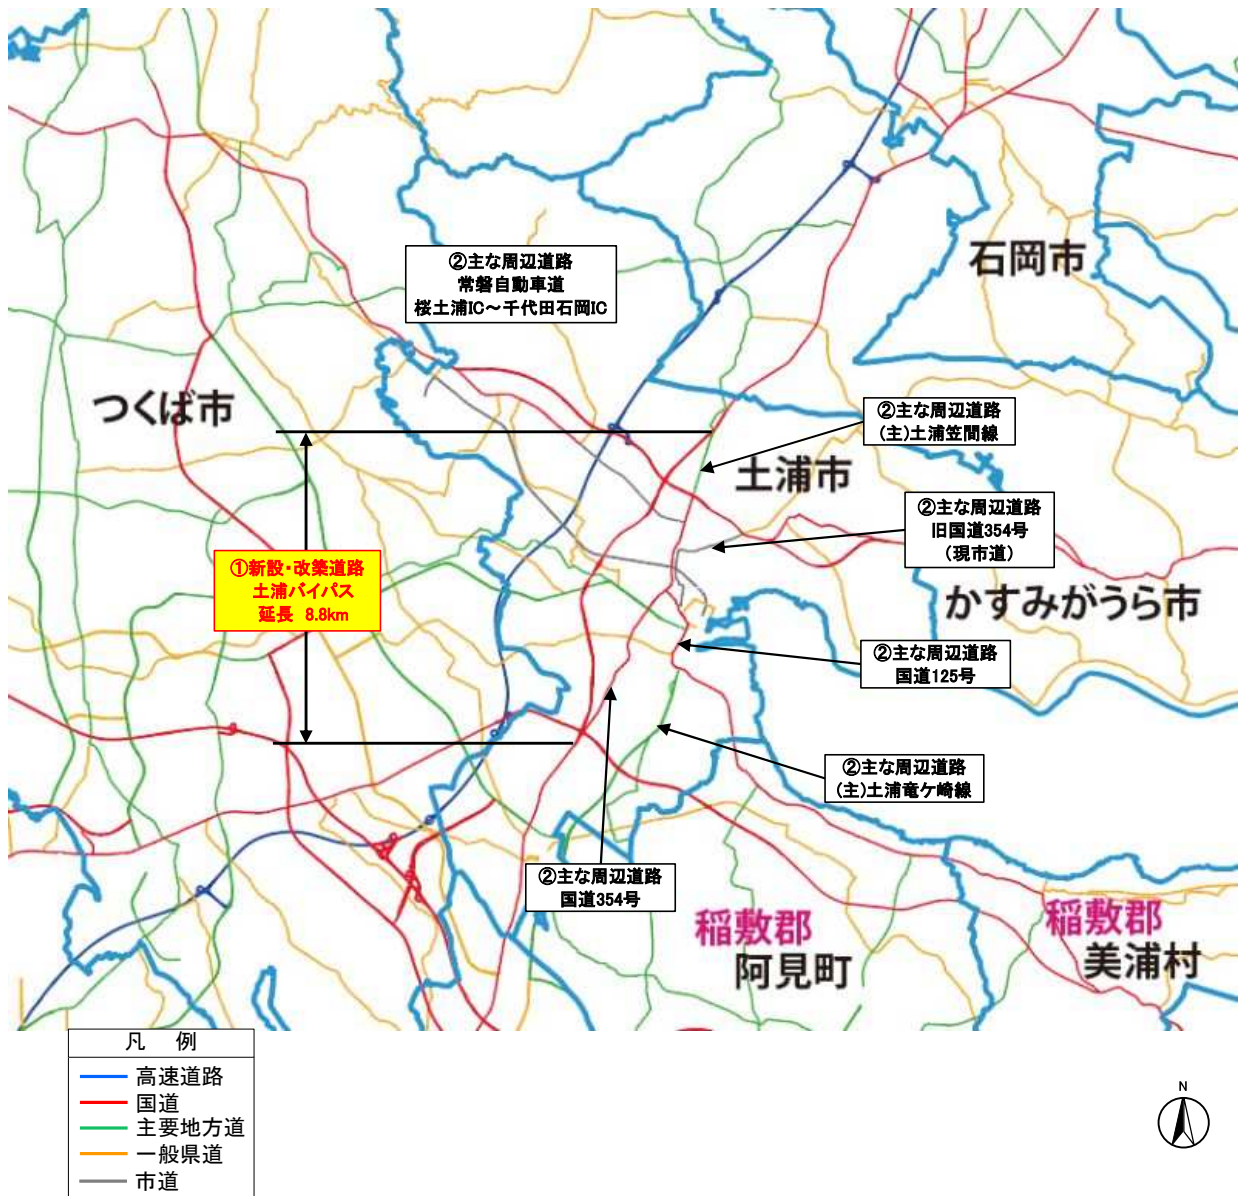 ②主な周辺道路
常磐自動車道
桜土浦IC～千代田石岡IC
石岡市
つくば市
②主な周辺道路
(主)土浦笠間線
土浦市
②主な周辺道路
旧国道354号
(現市道)
①新設・改築道路
土浦バイパス
延長 8.8km
かすみがうら市
②主な周辺道路
国道125号
②主な周辺道路
(主)土浦竜ケ崎線
②主な周辺道路
国道354号
稲敷郡
阿見町
稲敷郡
美浦村
凡 例
高速道路
国道
主要地方道
一般県道
市道
N